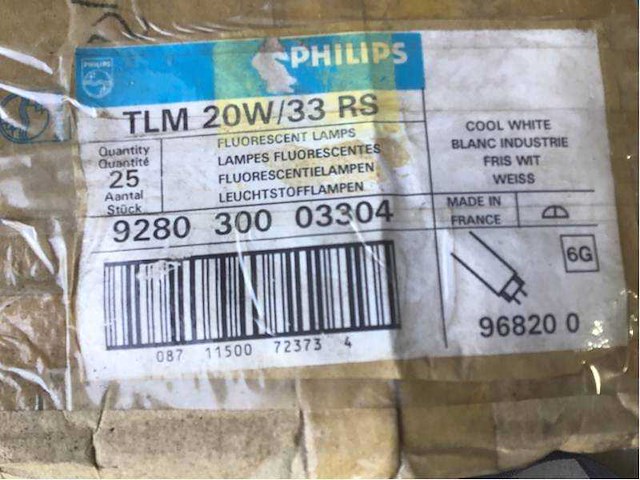 PHILIPS
PHILIPS
TLM 20W/33 RS
Quantity
Quantité
25
Aantal
Stück
FLUORESCENT LAMPS
LAMPES FLUORESCENTES
FLUORESCENTIELAMPEN
LEUCHTSTOFFLAMPEN
COOL WHITE
BLANC INDUSTRIE
FRIS WIT
WEISS
9280 300 03304
MADE IN
FRANCE
6G
087 11500 72373 4
96820 0